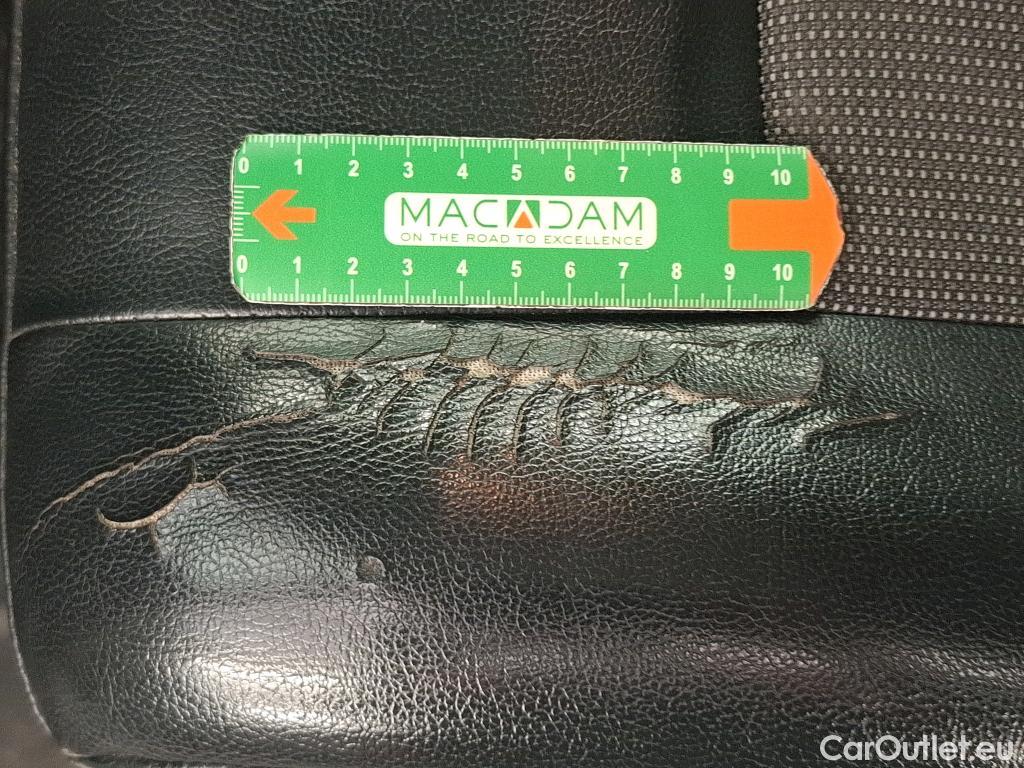 0 1 2 3 4 5 6 7 8 9 10
MACADAM
ON THE ROAD TO EXCELLENCE
0 1 2 3 4 5 6 7 8 9 10
CarOutlet.eu